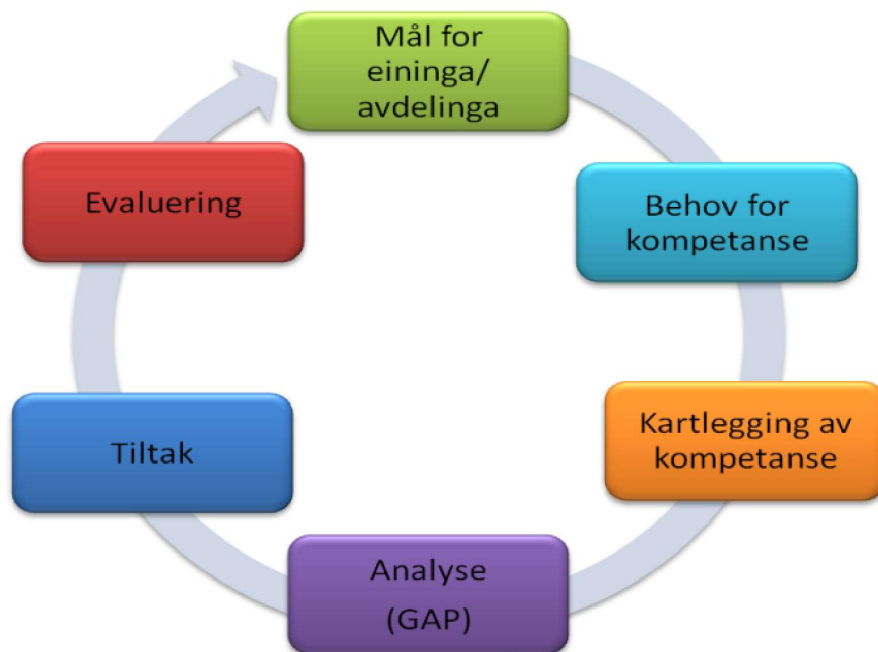 Mål for
eininga/
avdelinga
Behov for
kompetanse
Kartlegging av
kompetanse
Analyse
(GAP)
Tiltak
Evaluering